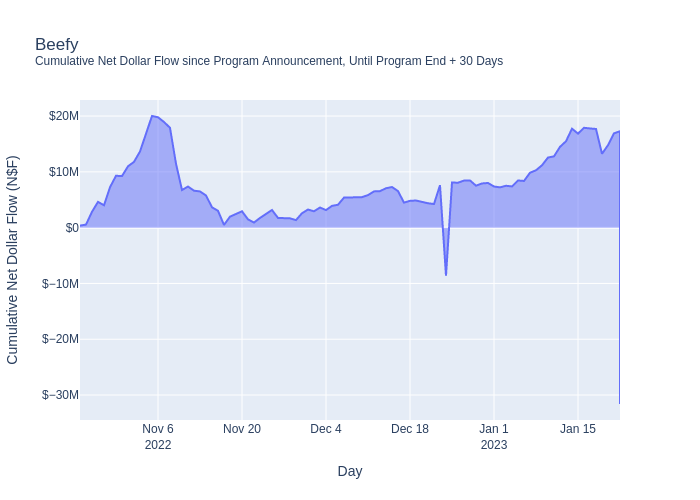 Beefy
Cumulative Net Dollar Flow since Program Announcement, Until Program End + 30 Days
Cumulative Net Dollar Flow (N$F)
$20M
$10M
$0
$−10M
$−20M
$−30M
Nov 6
2022
Nov 20
Dec 4
Dec 18
Jan 1
2023
Jan 15
Day